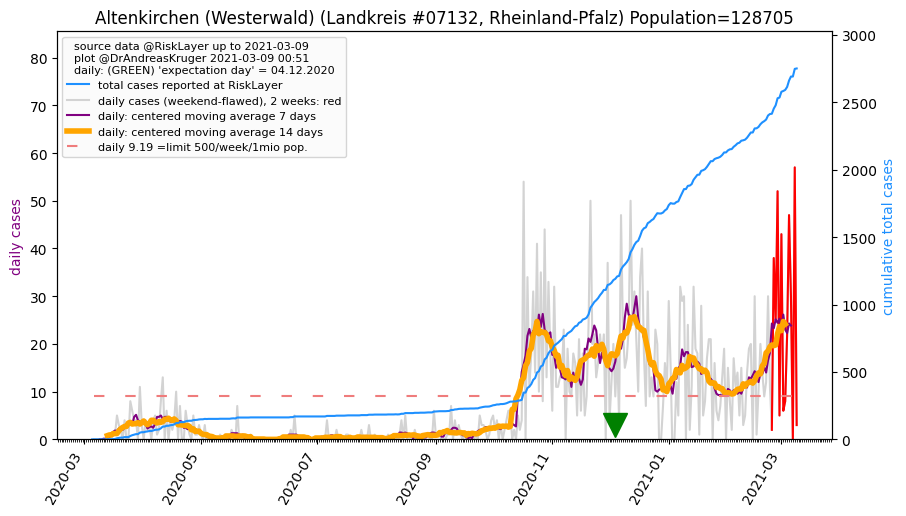 Altenkirchen (Westerwald) (Landkreis #07132, Rheinland-Pfalz) Population=128705
source data @RiskLayer up to 2021-03-09
plot @DrAndreasKruger 2021-03-09 00:51
daily: (GREEN) 'expectation day' = 04.12.2020
total cases reported at RiskLayer
daily cases (weekend-flawed), 2 weeks: red
daily: centered moving average 7 days
daily: centered moving average 14 days
daily 9.19 =limit 500/week/1mio pop.
daily cases
80
70
60
50
40
30
20
10
0
cumulative total cases
3000
2500
2000
1500
1000
500
0
2020-03
2020-05
2020-07
2020-09
2020-11
2021-01
2021-03